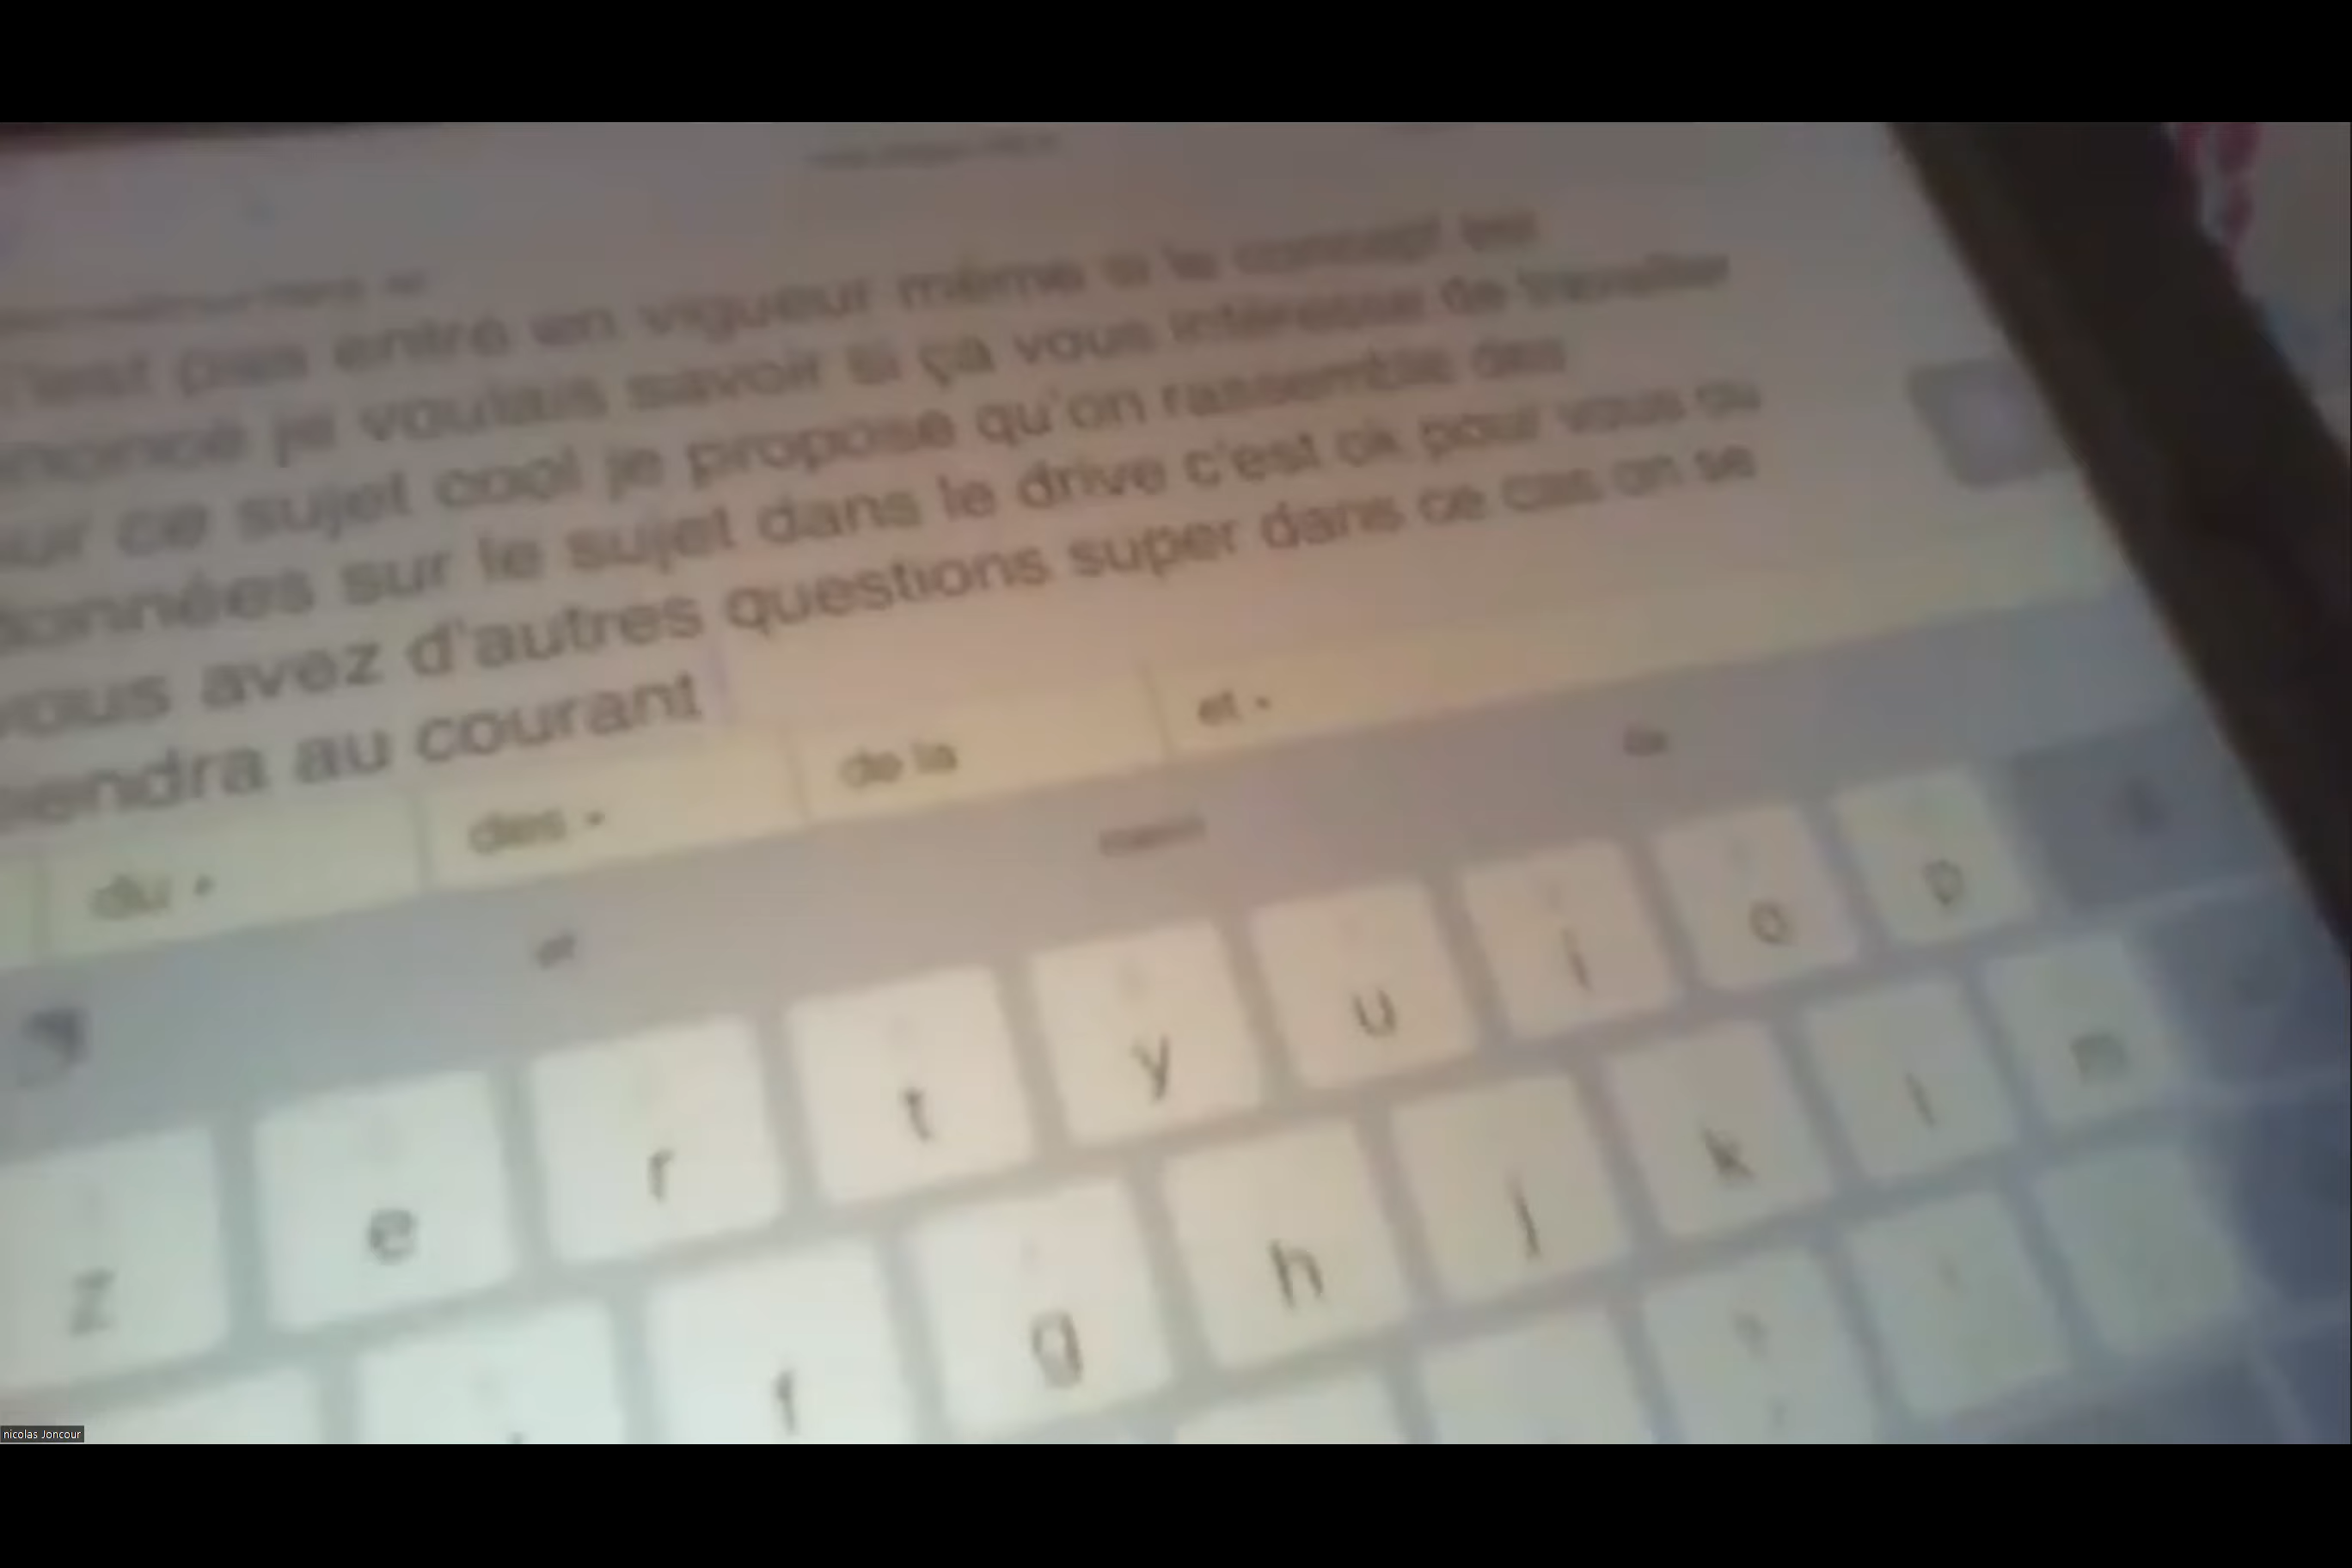 n'est pas entré en vigueur même si le concept est
je voulais savoir si ça vous intéresse de travailler
sur ce sujet cool je propose qu'on rassemble des
données sur le sujet dans le drive c'est ok pour vous ou
vous avez d'autres questions super dans ce cas on se
endra au courant
du
des
de la
et
z e r t y u i o p
f g h j k l m
nicolas Joncour